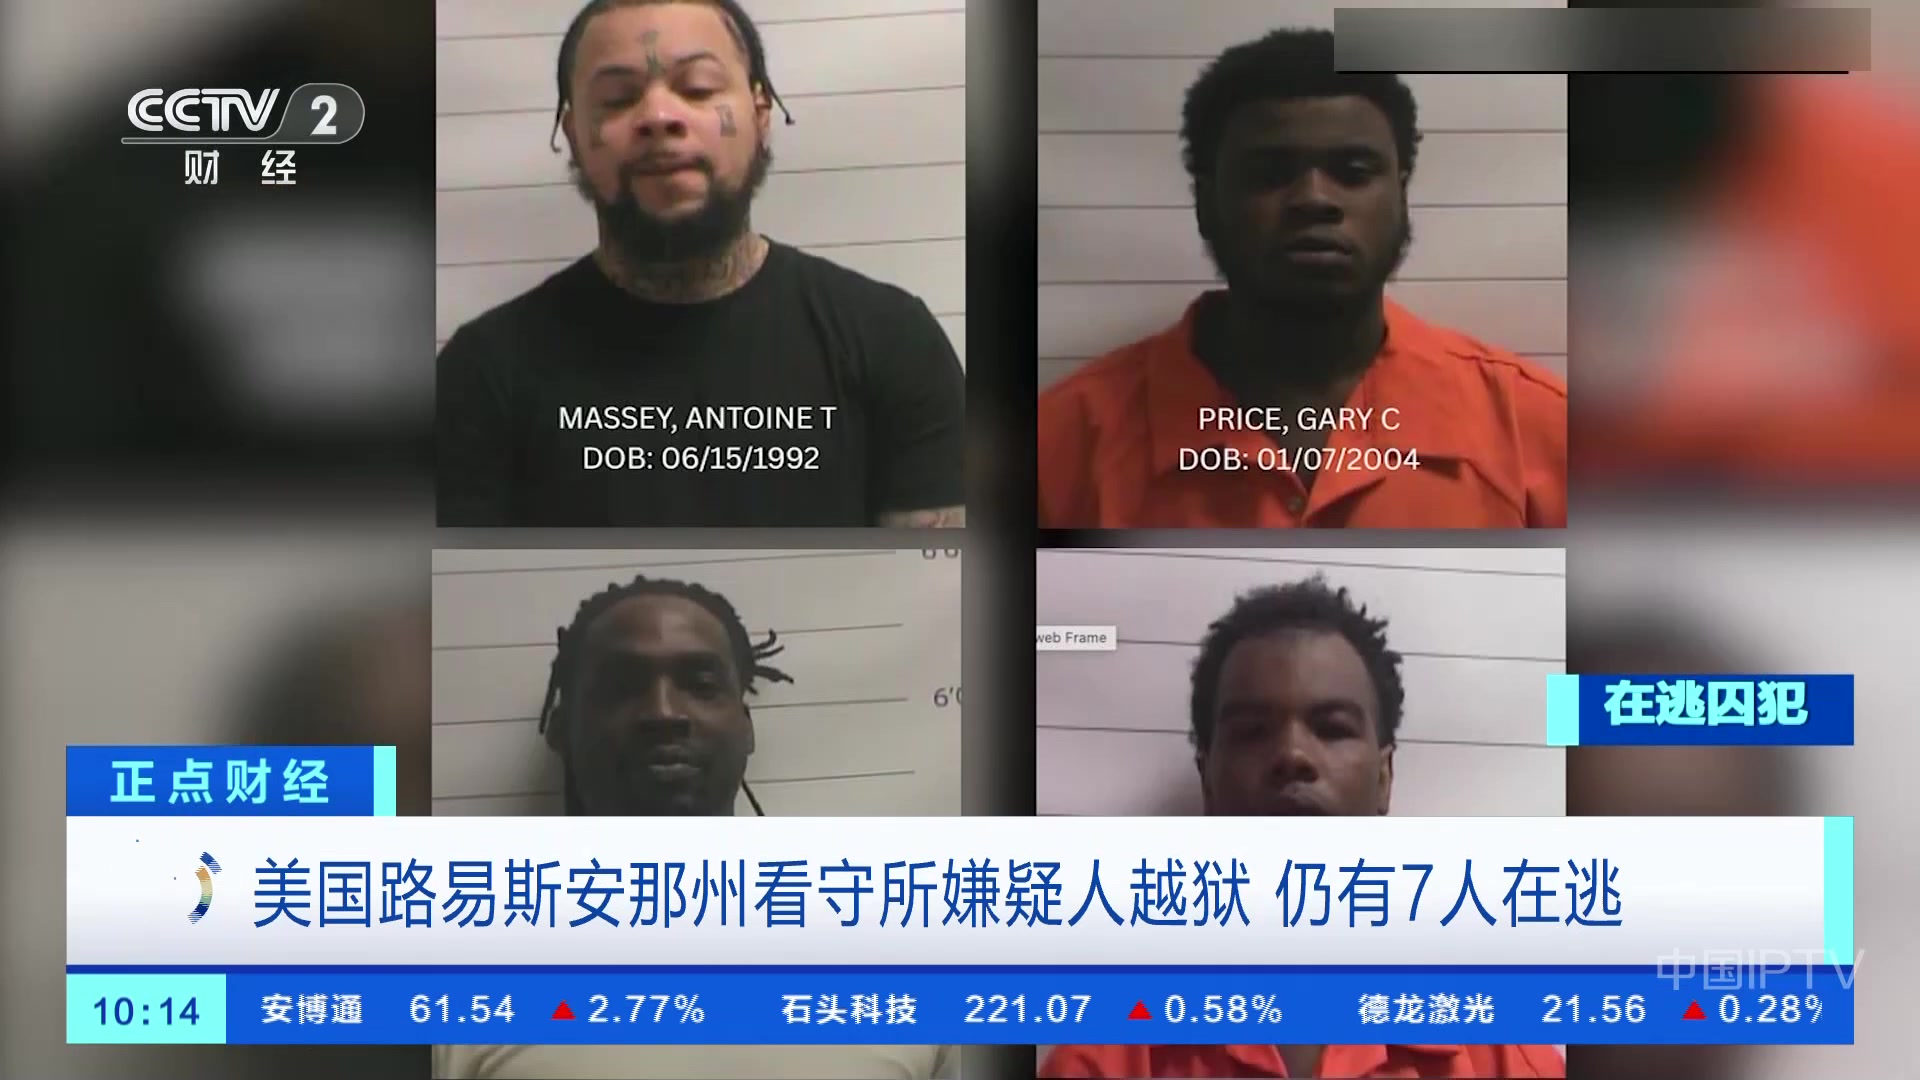 CCTV 2
财 经
MASSEY, ANTOINE T
DOB: 06/15/1992
PRICE, GARY C
DOB: 01/07/2004
6'0
web Frame
在逃囚犯
正点财经
美国路易斯安那州看守所嫌疑人越狱 仍有7人在逃
中国IPTV
10:14 安博通 61.54 ▲ 2.77% 石头科技 221.07 ▲ 0.58% 德龙激光 21.56 ▲ 0.28%